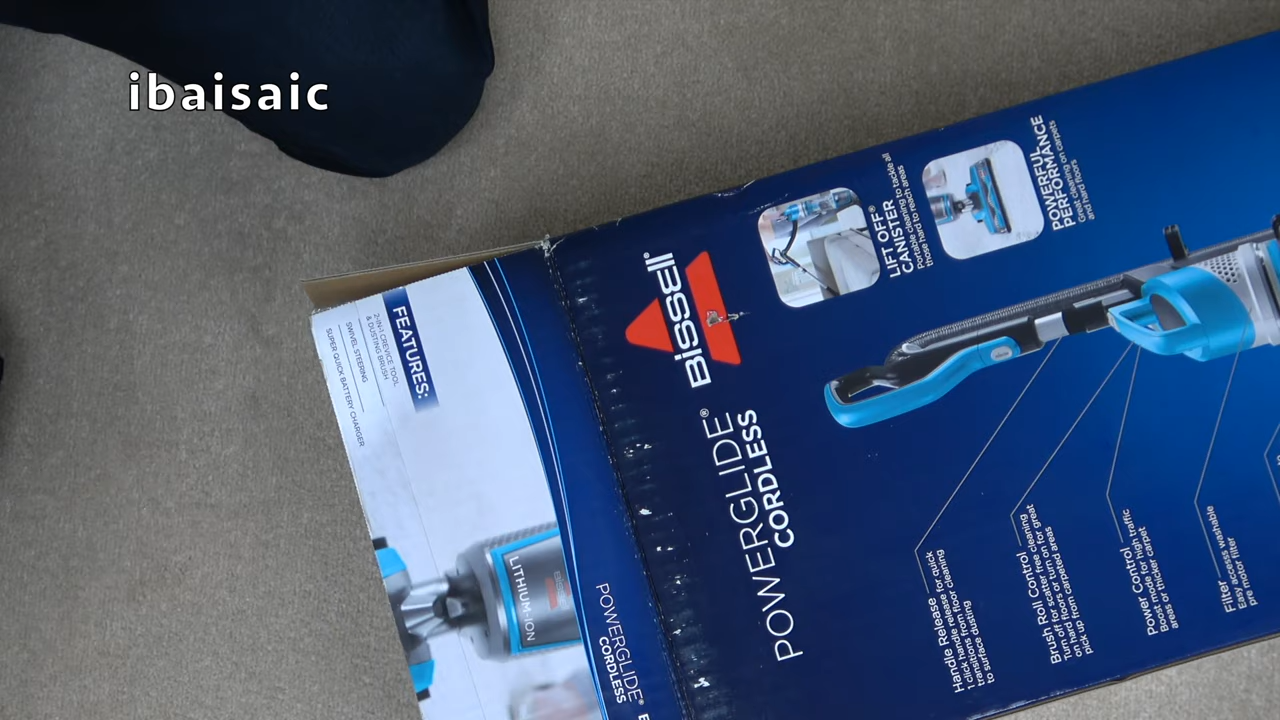 ibaisaic
FEATURES:
2-IN-1 CREVICE TOOL
& DUSTING BRUSH
SWIVEL STEERING
SUPER QUICK BATTERY CHARGER
LITHIUM-ION
POWERGLIDE®
CORDLESS
BISSELL®
POWERGLIDE®
CORDLESS
LIFT OFF®
CANISTER
Portable cleaning to tackle all
those hard to reach areas
POWERFUL
PERFORMANCE
Great cleaning on carpets
and hard floors
Handle Release
1 click handle release for quick
transitions from floor cleaning
to surface dusting
Brush Roll Control
Turn off for scatter free cleaning
on hard floors or turn on for great
pick up from carpeted areas
Power Control
Boost mode for high traffic
areas or thicker carpet
Filter
Easy access washable
pre motor filter